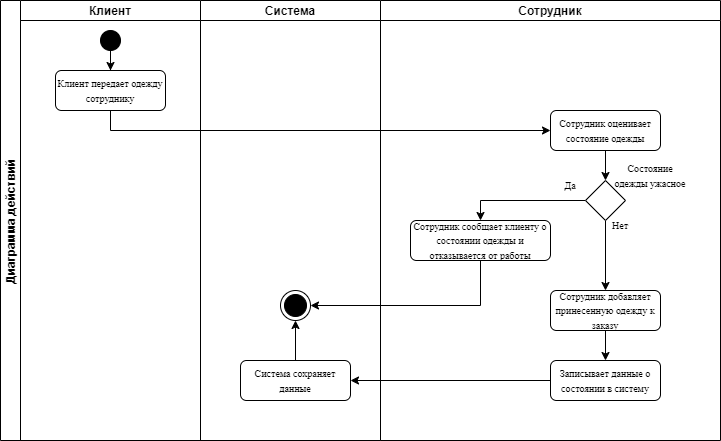 Диаграмма действий
Клиент
Система
Сотрудник
Клиент передает одежду
сотруднику
Сотрудник оценивает
состояние одежды
Состояние
одежды ужасное
Да
Нет
Сотрудник сообщает клиенту о
состоянии одежды и
отказывается от работы
Сотрудник добавляет
принесенную одежду к
заказу
Записывает данные о
состоянии в систему
Система сохраняет
данные